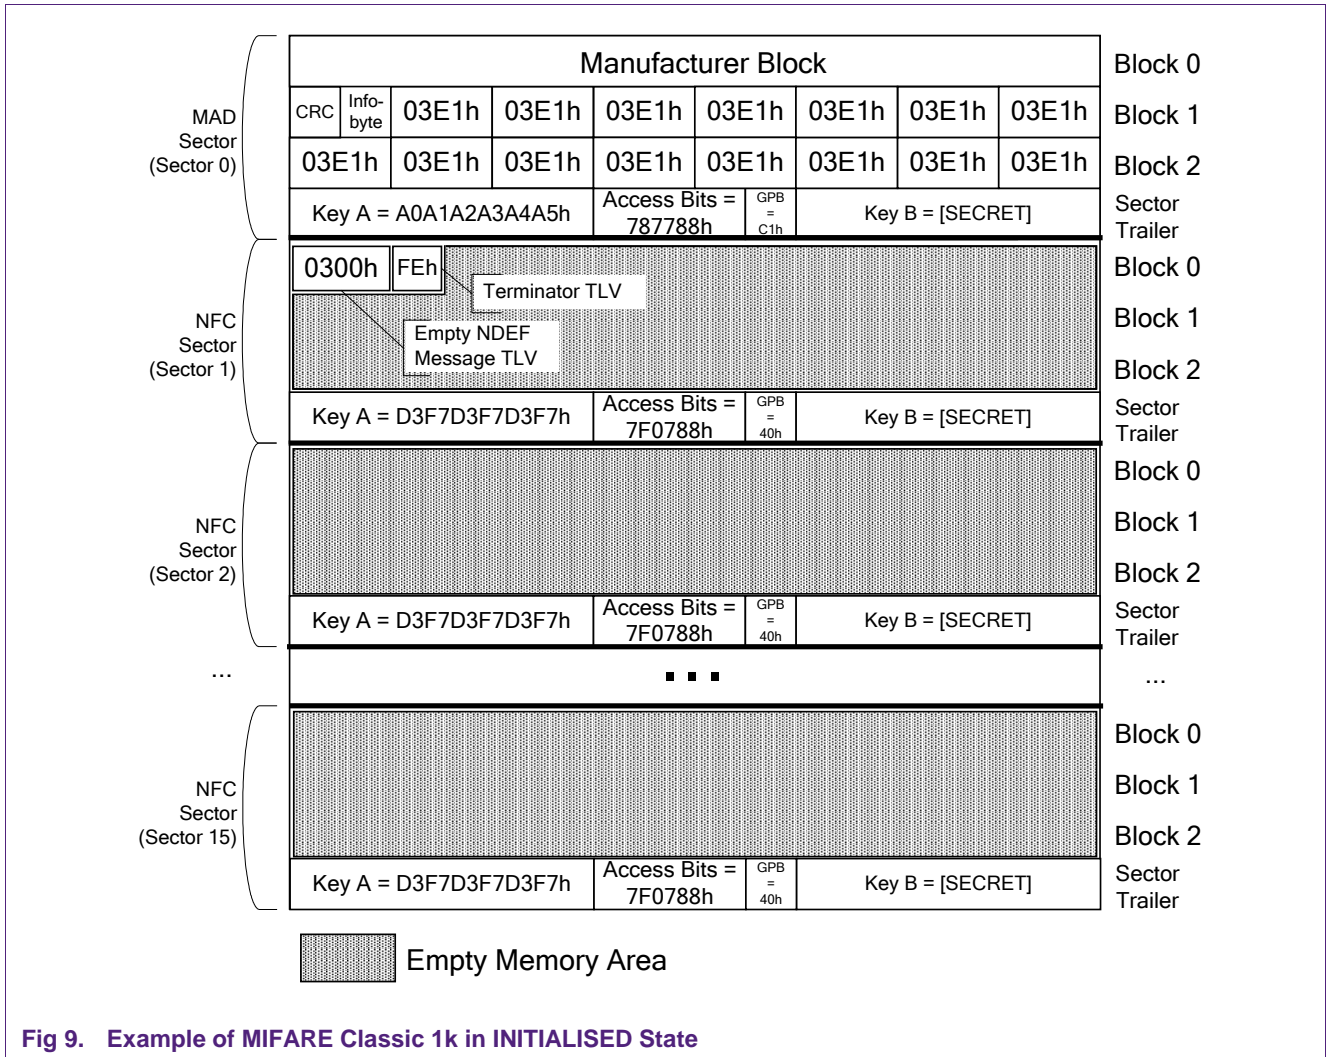 Manufacturer Block
Block 0
MAD
Sector
(Sector 0)
CRC
Info-
byte
03E1h 03E1h 03E1h 03E1h 03E1h 03E1h 03E1h
Block 1
03E1h 03E1h 03E1h 03E1h 03E1h 03E1h 03E1h 03E1h
Block 2
Key A = A0A1A2A3A4A5h
Access Bits =
787788h
GPB
=
C1h
Key B = [SECRET]
Sector
Trailer
NFC
Sector
(Sector 1)
0300h
FEh
Terminator TLV
Empty NDEF
Message TLV
Block 0
Block 1
Block 2
Key A = D3F7D3F7D3F7h
Access Bits =
7F0788h
GPB
=
40h
Key B = [SECRET]
Sector
Trailer
NFC
Sector
(Sector 2)
Block 0
Block 1
Block 2
Key A = D3F7D3F7D3F7h
Access Bits =
7F0788h
GPB
=
40h
Key B = [SECRET]
Sector
Trailer
... ... ...
NFC
Sector
(Sector 15)
Block 0
Block 1
Block 2
Key A = D3F7D3F7D3F7h
Access Bits =
7F0788h
GPB
=
40h
Key B = [SECRET]
Sector
Trailer
Empty Memory Area
Fig 9. Example of MIFARE Classic 1k in INITIALISED State